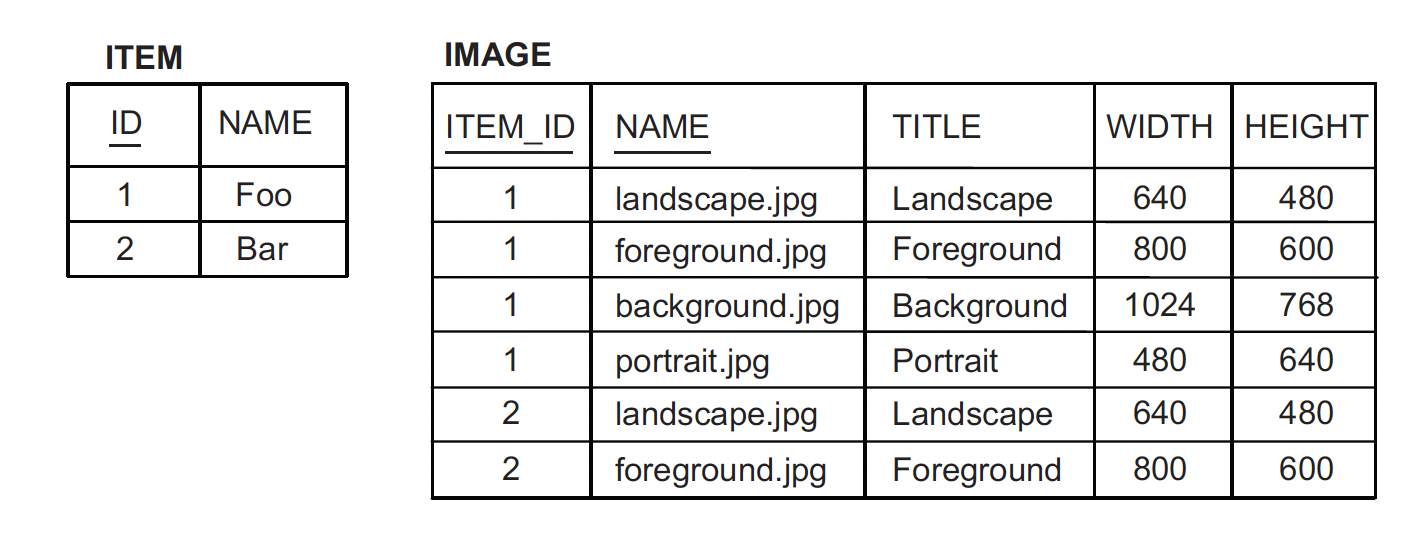 ITEM
ID NAME
1 Foo
2 Bar
IMAGE
ITEM_ID NAME TITLE WIDTH HEIGHT
1 landscape.jpg Landscape 640 480
1 foreground.jpg Foreground 800 600
1 background.jpg Background 1024 768
1 portrait.jpg Portrait 480 640
2 landscape.jpg Landscape 640 480
2 foreground.jpg Foreground 800 600